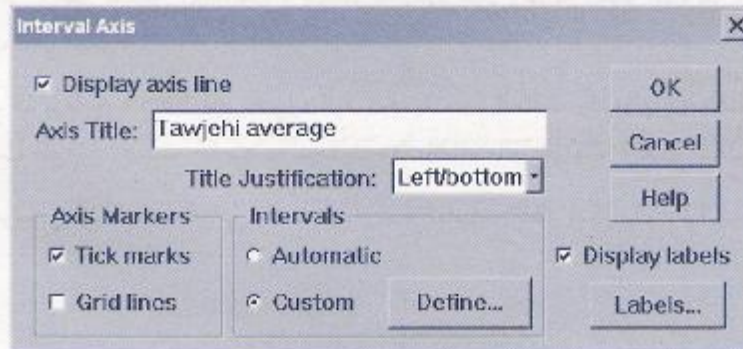 Interval Axis
Display axis line
OK
Axis Title: Tawjehi average
Cancel
Title Justification: Left/bottom
Help
Axis Markers
Intervals
Tick marks
Automatic
Display labels
Grid lines
Custom
Define...
Labels...